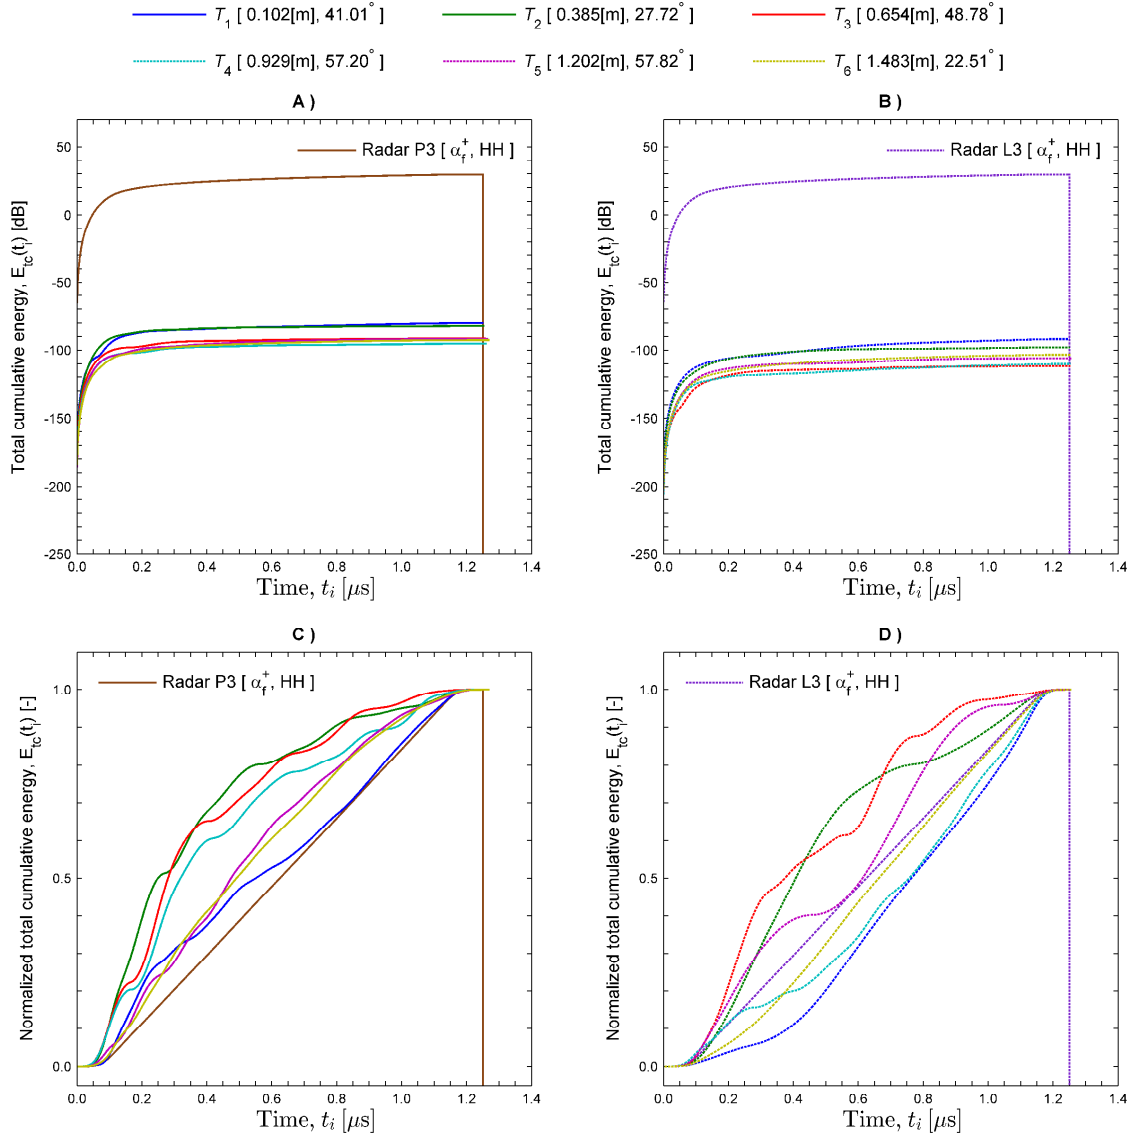 T1 [ 0.102[m], 41.01° ] T2 [ 0.385[m], 27.72° ] T3 [ 0.654[m], 48.78° ]
T4 [ 0.929[m], 57.20° ] T5 [ 1.202[m], 57.82° ] T6 [ 1.483[m], 22.51° ]
A )
Radar P3 [ αf+, HH ]
Total cumulative energy, Etc(ti) [dB]
50
0
-50
-100
-150
-200
-250
0.0 0.2 0.4 0.6 0.8 1.0 1.2 1.4
Time, ti [μs]
B )
Radar L3 [ αf+, HH ]
Total cumulative energy, Etc(ti) [dB]
50
0
-50
-100
-150
-200
-250
0.0 0.2 0.4 0.6 0.8 1.0 1.2 1.4
Time, ti [μs]
C )
Radar P3 [ αf+, HH ]
Normalized total cumulative energy, Etc(ti) [-]
1.0
0.5
0.0
0.0 0.2 0.4 0.6 0.8 1.0 1.2 1.4
Time, ti [μs]
D )
Radar L3 [ αf+, HH ]
Normalized total cumulative energy, Etc(ti) [-]
1.0
0.5
0.0
0.0 0.2 0.4 0.6 0.8 1.0 1.2 1.4
Time, ti [μs]